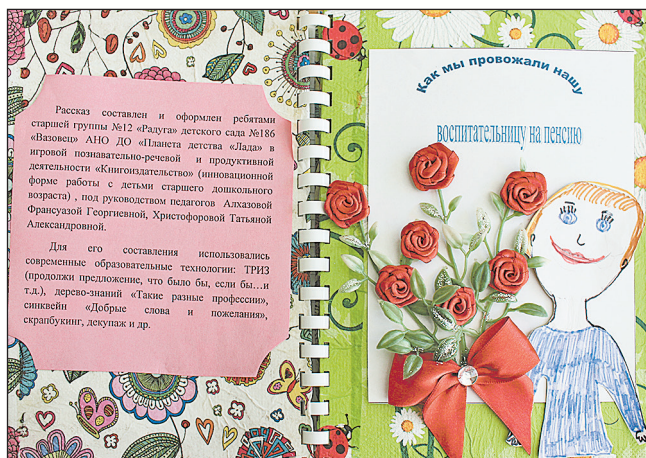 Рассказ составлен и оформлен ребятами
старшей группы №12 «Радуга» детского сада №186
«Вазовец» АНО ДО «Планета детства «Лада» в
игровой познавательно-речевой и продуктивной
деятельности «Книгоиздательство» (инновационной
форме работы с детьми старшего дошкольного
возраста) , под руководством педагогов Алхазовой
Франсуазой Георгиевной, Христофоровой Татьяной
Александровной.
Для его составления использовались
современные образовательные технологии: ТРИЗ
(продолжи предложение, что было бы, если бы...и
т.д.), дерево-знаний «Такие разные профессии»,
синквейн «Добрые слова и пожелания»,
скрапбукинг, декупаж и др.
Как мы провожали нашу
воспитательницу на пенсию